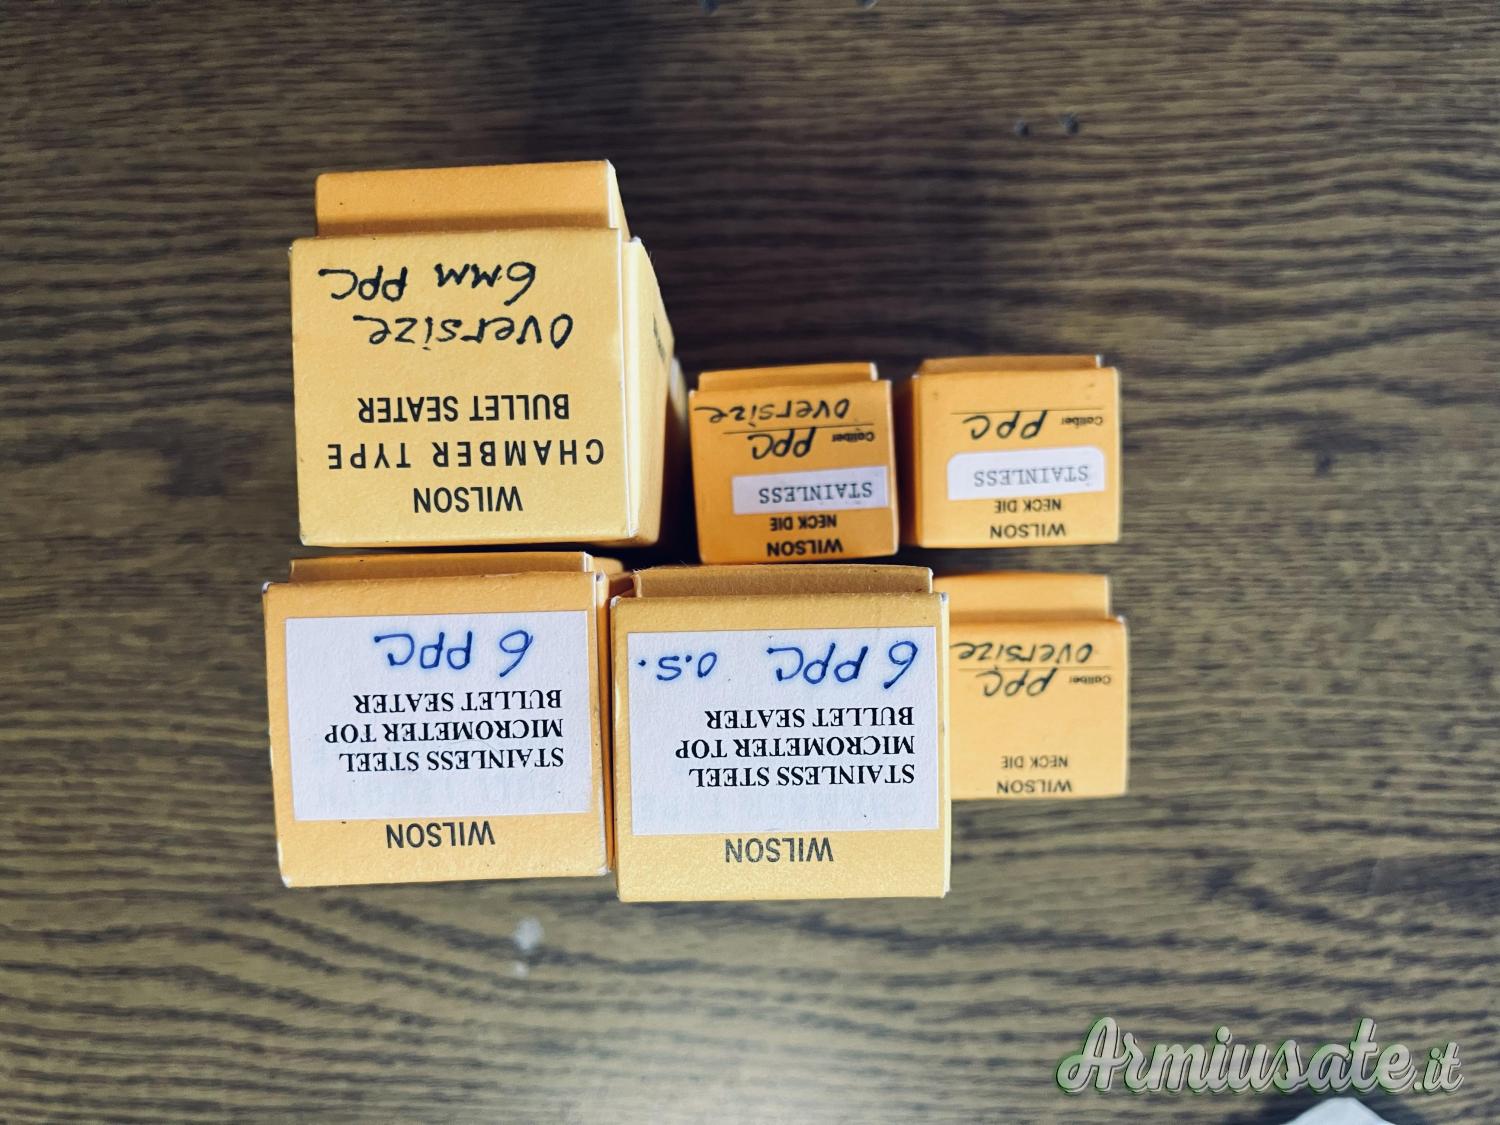 WILSON
CHAMBER TYPE
BULLET SEATER
oversize
6MM PPC
WILSON
NECK DIE
STAINLESS
Caliber PPC
oversize
WILSON
NECK DIE
STAINLESS
Caliber PPC
WILSON
STAINLESS STEEL
MICROMETER TOP
BULLET SEATER
6 PPC
WILSON
STAINLESS STEEL
MICROMETER TOP
BULLET SEATER
6 PPC O.S.
WILSON
NECK DIE
Caliber PPC
oversize
Armiusate.it